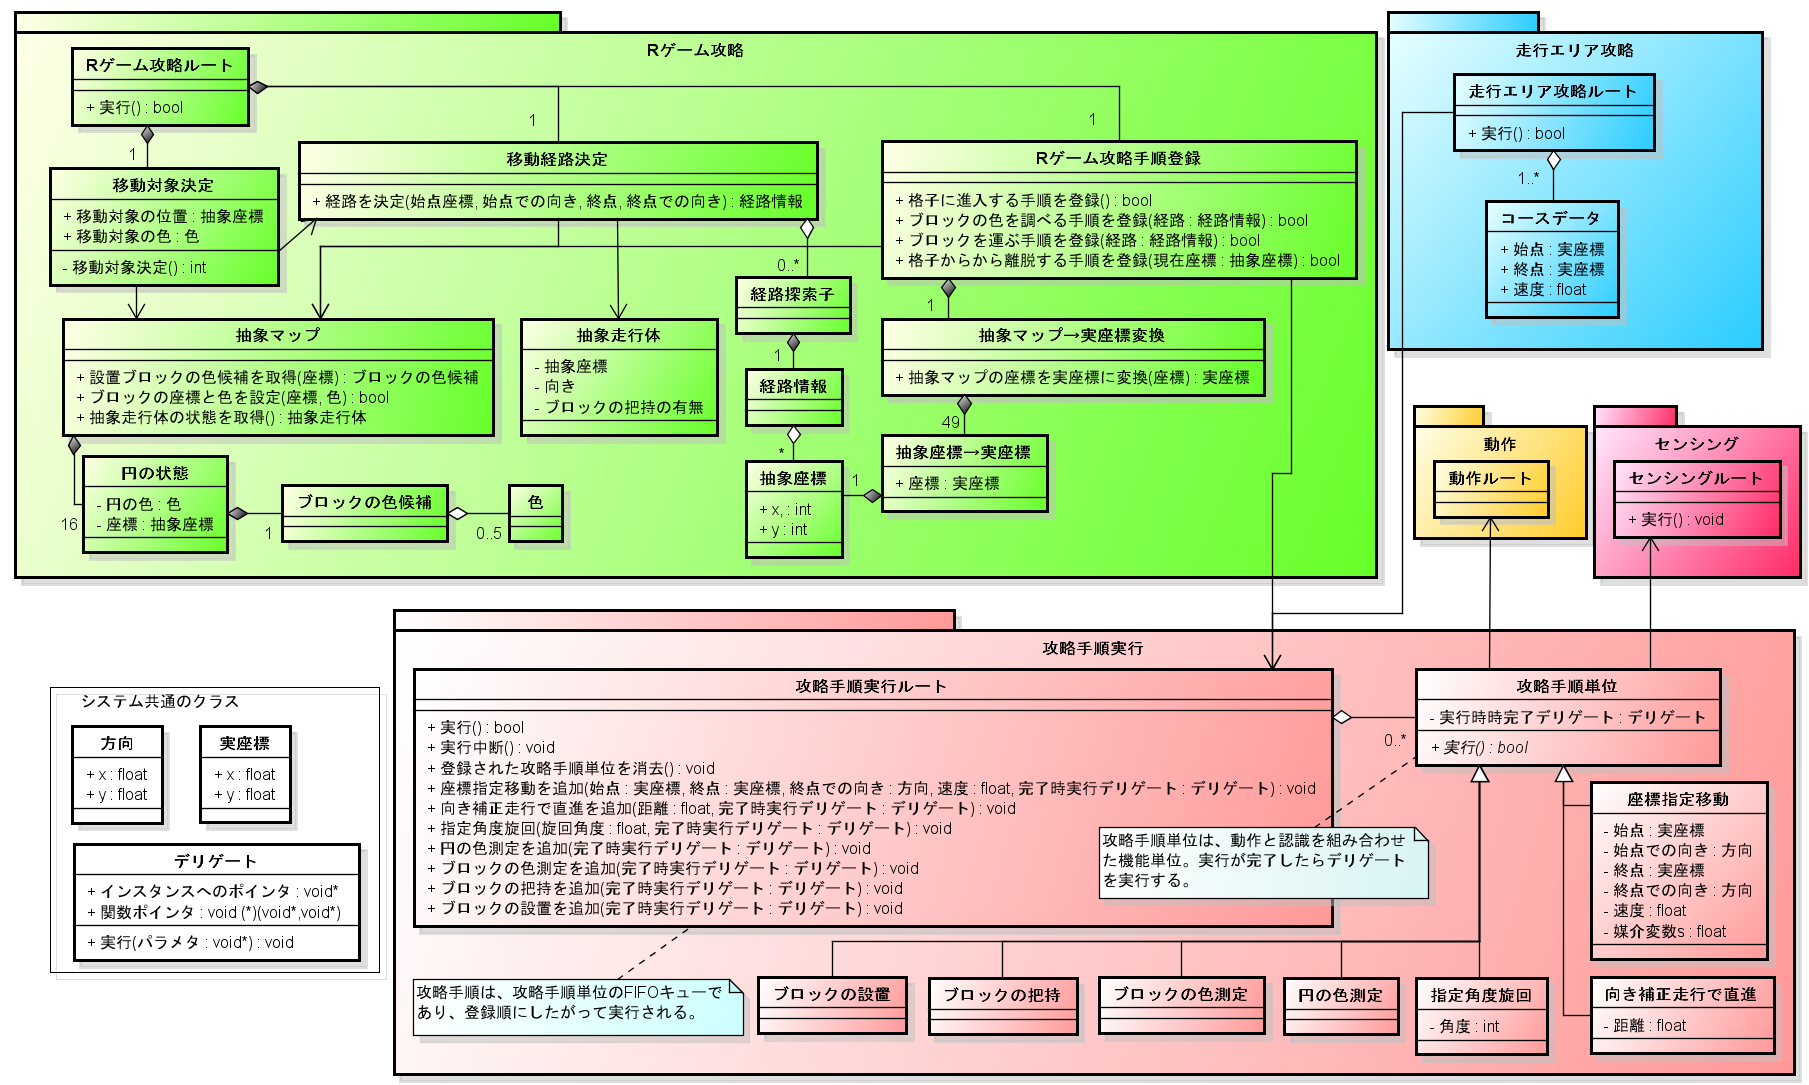 Rゲーム攻略
Rゲーム攻略ルート
+ 実行() : bool
1
1
1
移動対象決定
+ 移動対象の位置 : 抽象座標
+ 移動対象の色 : 色
- 移動対象決定() : int
移動経路決定
+ 経路を決定(始点座標, 始点での向き, 終点, 終点での向き) : 経路情報
Rゲーム攻略手順登録
+ 格子に進入する手順を登録() : bool
+ ブロックの色を調べる手順を登録(経路 : 経路情報) : bool
+ ブロックを運ぶ手順を登録(経路 : 経路情報) : bool
+ 格子からから離脱する手順を登録(現在座標 : 抽象座標) : bool
0..*
経路探索子
1
経路情報
*
抽象座標
+ x, : int
+ y : int
抽象マップ
+ 設置ブロックの色候補を取得(座標) : ブロックの色候補
+ ブロックの座標と色を設定(座標, 色) : bool
+ 抽象走行体の状態を取得() : 抽象走行体
抽象走行体
- 抽象座標
- 向き
- ブロックの把持の有無
1
抽象マップ→実座標変換
+ 抽象マップの座標を実座標に変換(座標) : 実座標
49
抽象座標→実座標
+ 座標 : 実座標
1
16
円の状態
- 円の色 : 色
- 座標 : 抽象座標
1
ブロックの色候補
0..5
色
走行エリア攻略
走行エリア攻略ルート
+ 実行() : bool
1..*
コースデータ
+ 始点 : 実座標
+ 終点 : 実座標
+ 速度 : float
動作
動作ルート
センシング
センシングルート
+ 実行() : void
攻略手順実行
攻略手順実行ルート
+ 実行() : bool
+ 実行中断() : void
+ 登録された攻略手順単位を消去() : void
+ 座標指定移動を追加(始点 : 実座標, 終点 : 実座標, 終点での向き : 方向, 速度 : float, 完了時実行デリゲート : デリゲート) : void
+ 向き補正走行で直進を追加(距離 : float, 完了時実行デリゲート : デリゲート) : void
+ 指定角度旋回(旋回角度 : float, 完了時実行デリゲート : デリゲート) : void
+ 円の色測定を追加(完了時実行デリゲート : デリゲート) : void
+ ブロックの色測定を追加(完了時実行デリゲート : デリゲート) : void
+ ブロックの把持を追加(完了時実行デリゲート : デリゲート) : void
+ ブロックの設置を追加(完了時実行デリゲート : デリゲート) : void
0..*
攻略手順単位
- 実行時時完了デリゲート : デリゲート
+ 実行() : bool
攻略手順単位は、動作と認識を組み合わせ
た機能単位。実行が完了したらデリゲート
を実行する。
座標指定移動
- 始点 : 実座標
- 始点での向き : 方向
- 終点 : 実座標
- 終点での向き : 方向
- 速度 : float
- 媒介変数s : float
攻略手順は、攻略手順単位のFIFOキューで
あり、登録順にしたがって実行される。
ブロックの設置
ブロックの把持
ブロックの色測定
円の色測定
指定角度旋回
- 角度 : int
向き補正走行で直進
- 距離 : float
システム共通のクラス
方向
+ x : float
+ y : float
実座標
+ x : float
+ y : float
デリゲート
+ インスタンスへのポインタ : void*
+ 関数ポインタ : void (*)(void*,void*)
+ 実行(パラメタ : void*) : void